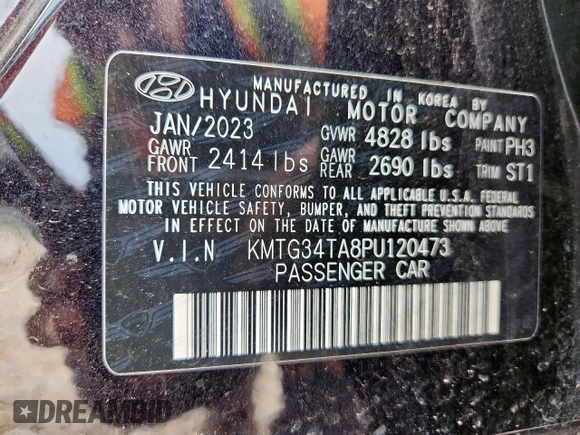 MANUFACTURED IN KOREA BY
HYUNDAI MOTOR COMPANY
JAN/2023 GVWR 4828 lbs PAINT PH3
GAWR FRONT 2414 lbs GAWR REAR 2690 lbs TRIM ST1
THIS VEHICLE CONFORMS TO ALL APPLICABLE U.S.A. FEDERAL
MOTOR VEHICLE SAFETY, BUMPER, AND THEFT PREVENTION STANDARDS
IN EFFECT ON THE DATE OF MANUFACTURE SHOWN ABOVE.
V.I.N KMTG34TA8PU120473
PASSENGER CAR
DREAMBID